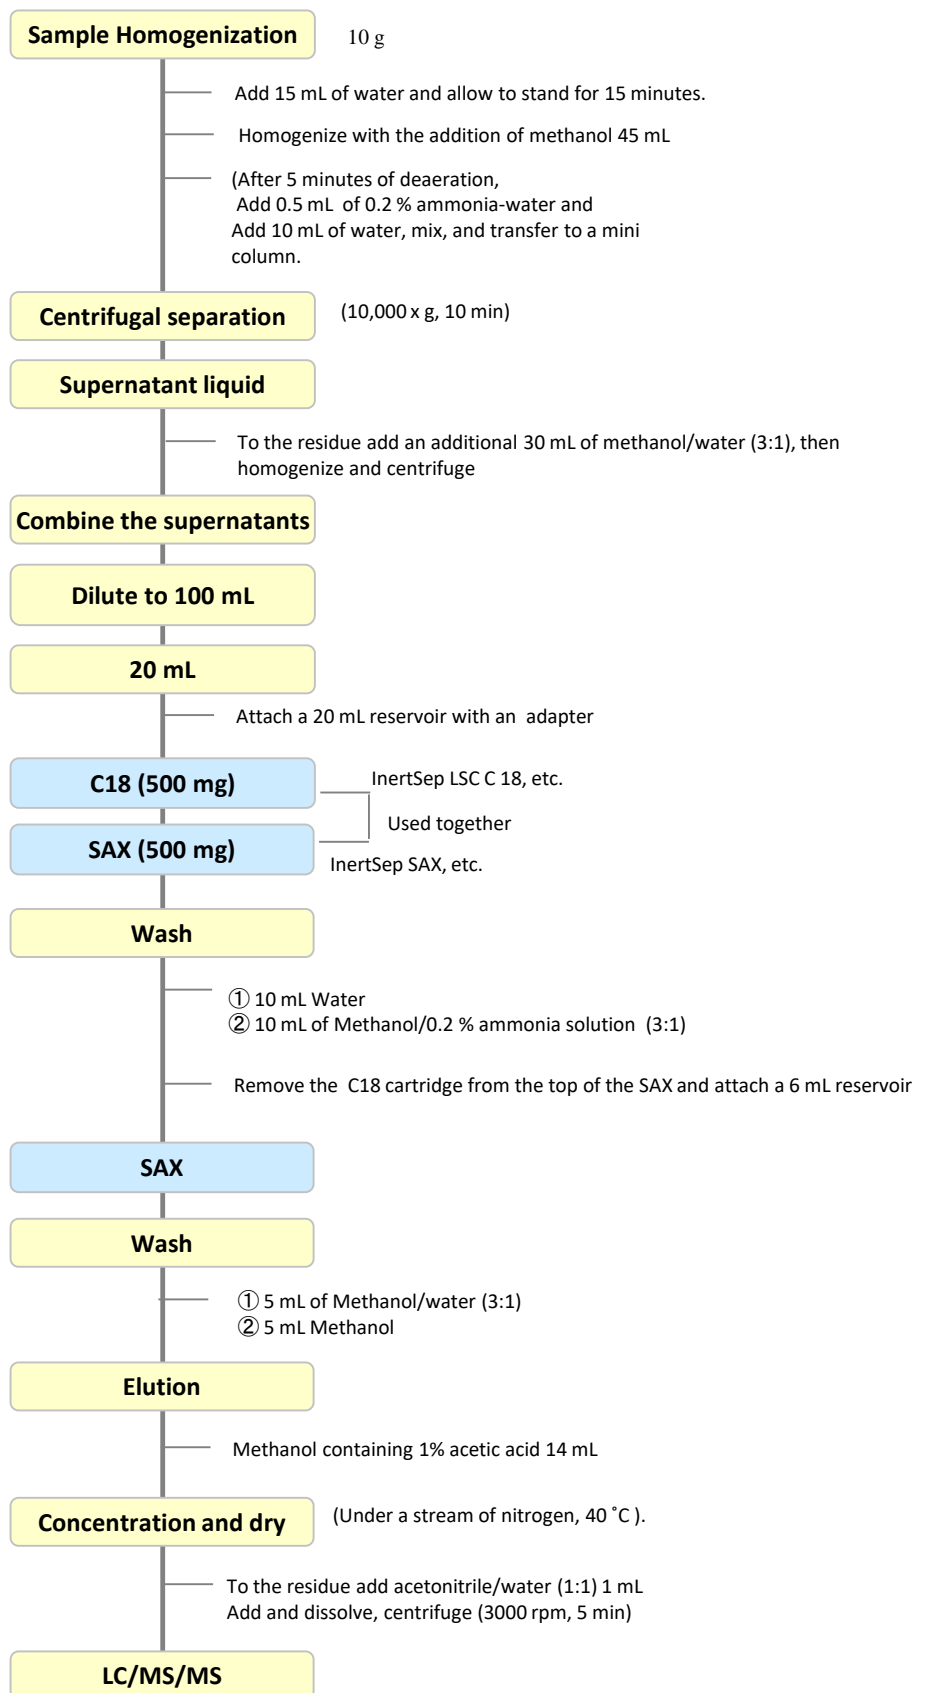 Sample Homogenization
10 g
Add 15 mL of water and allow to stand for 15 minutes.
Homogenize with the addition of methanol 45 mL
(After 5 minutes of deaeration,
Add 0.5 mL of 0.2 % ammonia-water and
Add 10 mL of water, mix, and transfer to a mini
column.
Centrifugal separation
(10,000 x g, 10 min)
Supernatant liquid
To the residue add an additional 30 mL of methanol/water (3:1), then
homogenize and centrifuge
Combine the supernatants
Dilute to 100 mL
20 mL
Attach a 20 mL reservoir with an adapter
C18 (500 mg)
InertSep LSC C 18, etc.
Used together
SAX (500 mg)
InertSep SAX, etc.
Wash
① 10 mL Water
② 10 mL of Methanol/0.2 % ammonia solution (3:1)
Remove the C18 cartridge from the top of the SAX and attach a 6 mL reservoir
SAX
Wash
① 5 mL of Methanol/water (3:1)
② 5 mL Methanol
Elution
Methanol containing 1% acetic acid 14 mL
Concentration and dry
(Under a stream of nitrogen, 40 ˚C ).
To the residue add acetonitrile/water (1:1) 1 mL
Add and dissolve, centrifuge (3000 rpm, 5 min)
LC/MS/MS